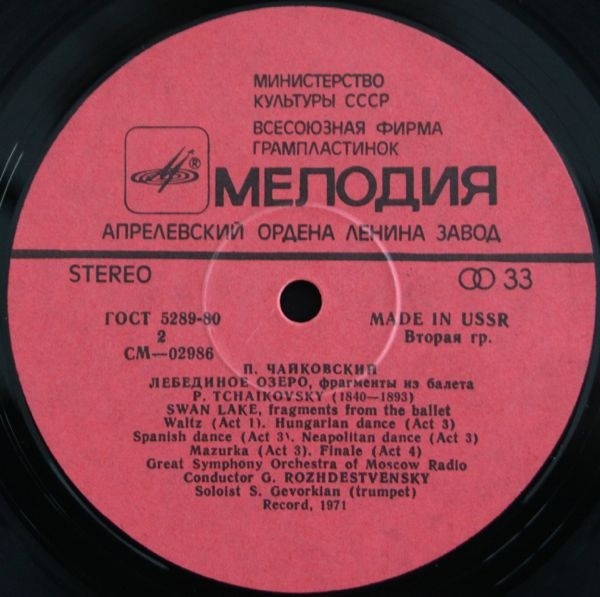 МИНИСТЕРСТВО
КУЛЬТУРЫ СССР
ВСЕСОЮЗНАЯ ФИРМА
ГРАМПЛАСТИНОК
® МЕЛОДИЯ
АПРЕЛЕВСКИЙ ОРДЕНА ЛЕНИНА ЗАВОД
STEREO 33
ГОСТ 5289-80 MADE IN USSR
2 Вторая гр.
СМ—02986
П. ЧАЙКОВСКИЙ
ЛЕБЕДИНОЕ ОЗЕРО, фрагменты из балета
P. TCHAIKOVSKY (1840—1893)
SWAN LAKE, fragments from the ballet
Waltz (Act 1). Hungarian dance (Act 3)
Spanish dance (Act 3). Neapolitan dance (Act 3)
Mazurka (Act 3). Finale (Act 4)
Great Symphony Orchestra of Moscow Radio
Conductor G. ROZHDESTVENSKY
Soloist S. Gevorkian (trumpet)
Record, 1971